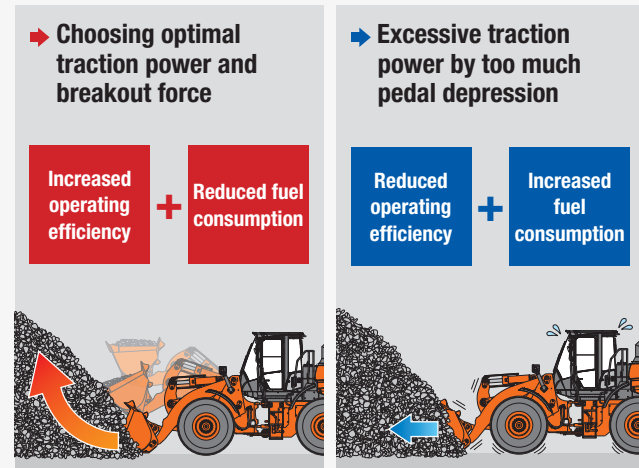 Choosing optimal
traction power and
breakout force
Increased
operating
efficiency
+
Reduced fuel
consumption
Excessive traction
power by too much
pedal depression
Reduced
operating
efficiency
+
Increased
fuel
consumption